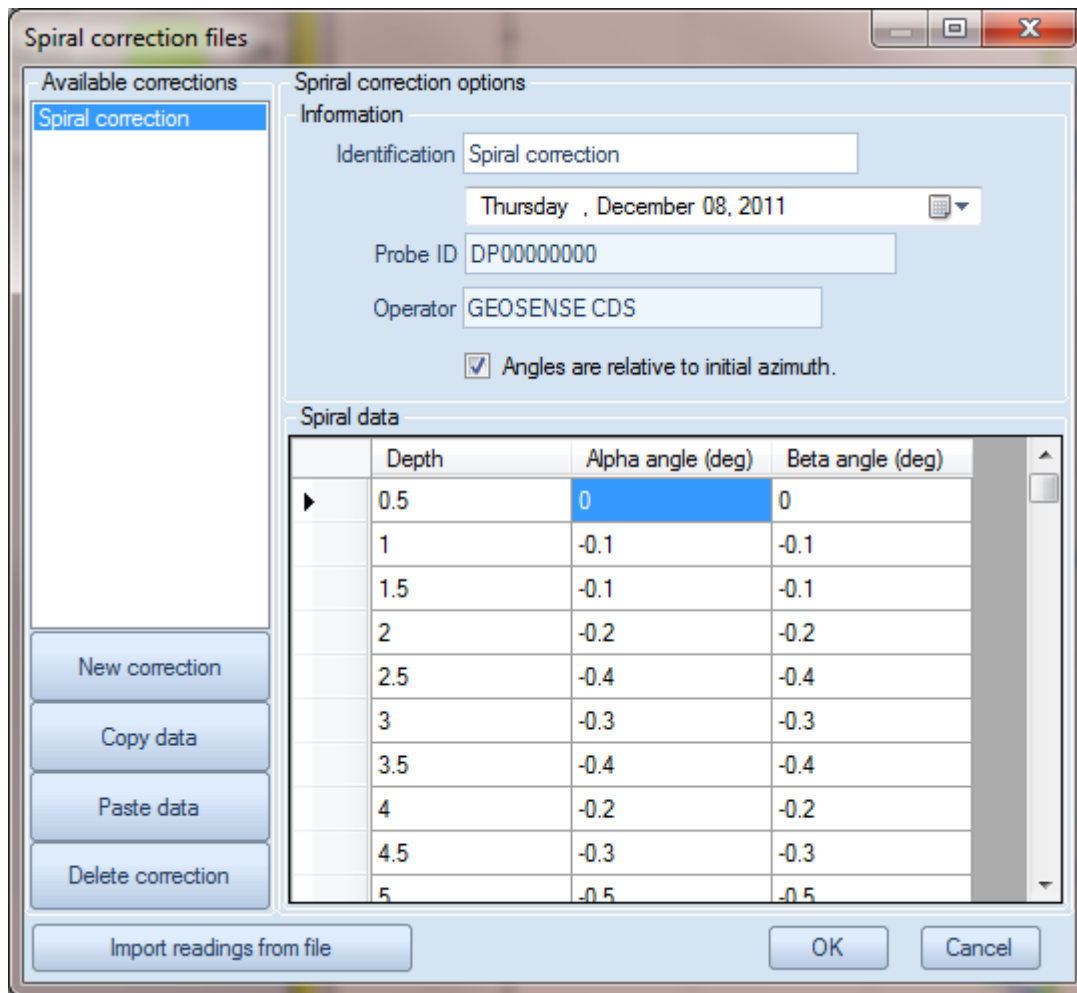 Spiral correction files
Available corrections
Spiral correction
New correction
Copy data
Paste data
Delete correction
Import readings from file
Spriral correction options
Information
Identification Spiral correction
Thursday , December 08, 2011
Probe ID DP00000000
Operator GEOSENSE CDS
Angles are relative to initial azimuth.
Spiral data
Depth Alpha angle (deg) Beta angle (deg)
0.5 0 0
1 -0.1 -0.1
1.5 -0.1 -0.1
2 -0.2 -0.2
2.5 -0.4 -0.4
3 -0.3 -0.3
3.5 -0.4 -0.4
4 -0.2 -0.2
4.5 -0.3 -0.3
5 -0.5 -0.5
OK Cancel